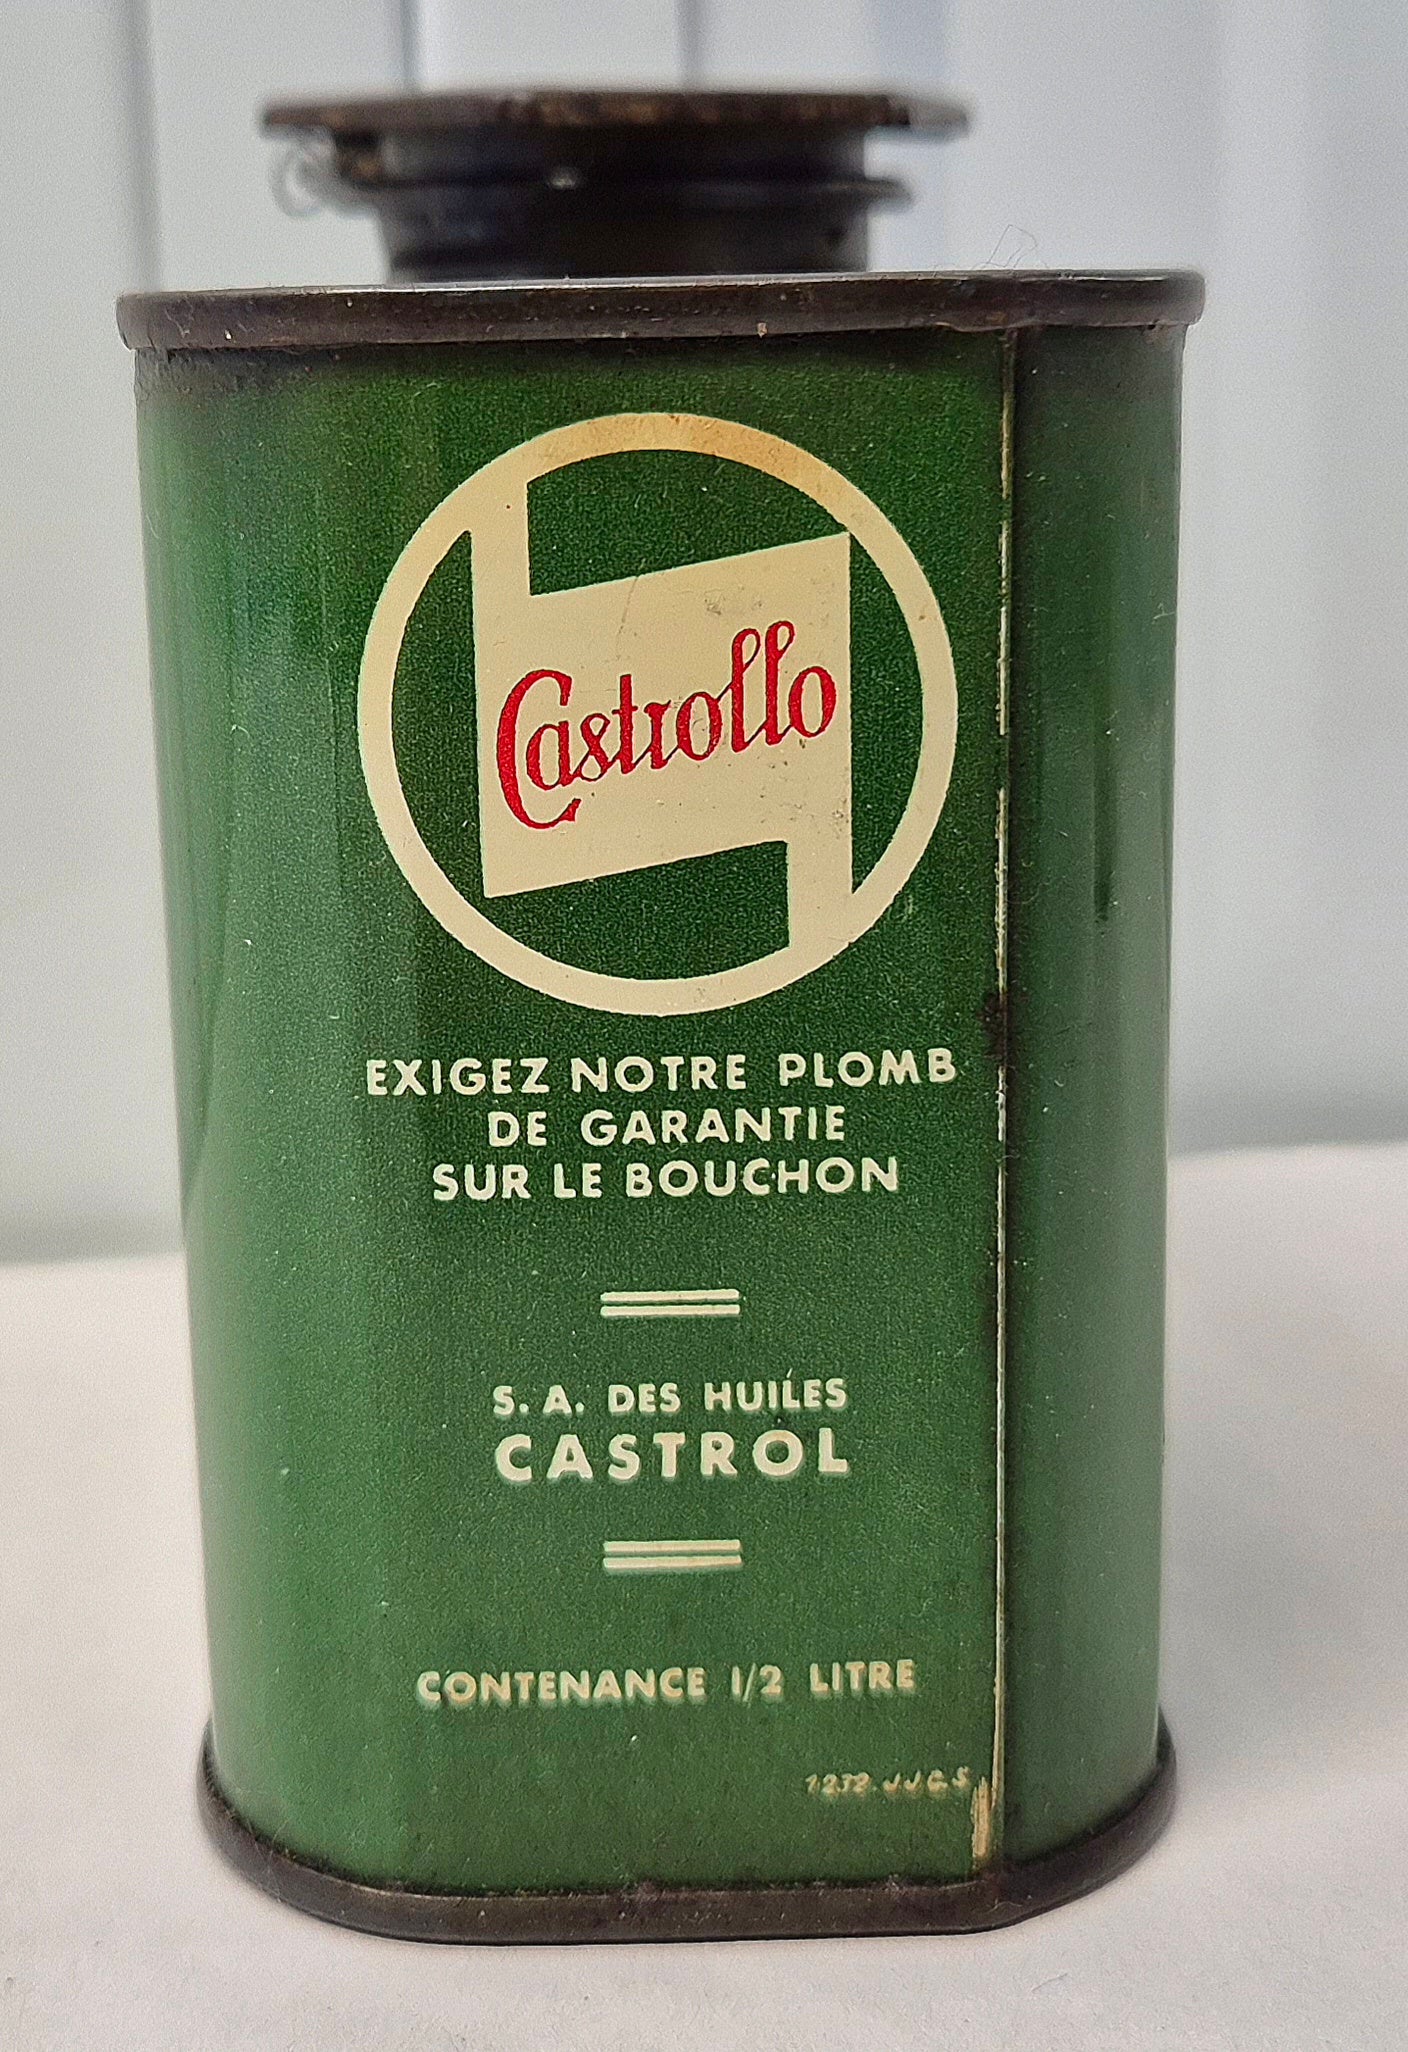 Castrollo
EXIGEZ NOTRE PLOMB
DE GARANTIE
SUR LE BOUCHON
S. A. DES HUILES
CASTROL
CONTENANCE 1/2 LITRE